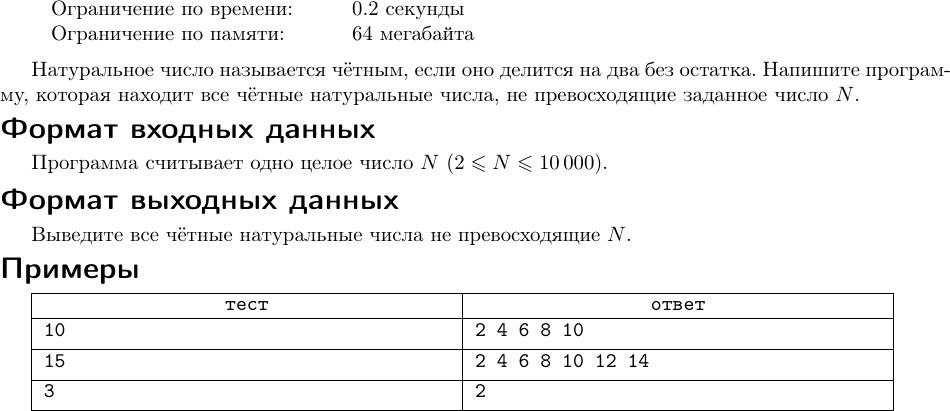 Ограничение по времени: 0.2 секунды
Ограничение по памяти: 64 мегабайта
Натуральное число называется чётным, если оно делится на два без остатка. Напишите програм-
му, которая находит все чётные натуральные числа, не превосходящие заданное число N.
Формат входных данных
Программа считывает одно целое число N (2 ⩽ N ⩽ 10 000).
Формат выходных данных
Выведите все чётные натуральные числа не превосходящие N.
Примеры
тест ответ
10 2 4 6 8 10
15 2 4 6 8 10 12 14
3 2